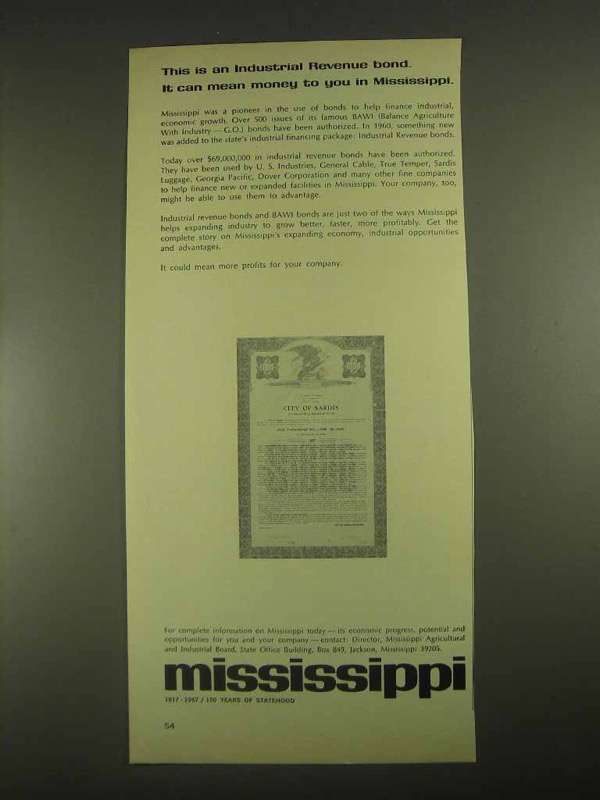 This is an Industrial Revenue bond.
It can mean money to you in Mississippi.
Mississippi was a pioneer in the use of bonds to help finance industrial,
economic growth. Over 500 issues of its famous BAWI (Balance Agriculture
With Industry — G.O.) bonds have been authorized. In 1960, something new
was added to the state's industrial financing package: Industrial Revenue bonds.
Today over $69,000,000 in industrial revenue bonds have been authorized.
They have been used by U. S. Industries, General Cable, True Temper, Sardis
Luggage, Georgia Pacific, Dover Corporation and many other fine companies
to help finance new or expanded facilities in Mississippi. Your company, too,
might be able to use them to advantage.
Industrial revenue bonds and BAWI bonds are just two of the ways Mississippi
helps expanding industry to grow better, faster, more profitably. Get the
complete story on Mississippi's expanding economy, industrial opportunities
and advantages.
It could mean more profits for your company.
CITY OF SARDIS
For complete information on Mississippi today — its economic progress, potential and
opportunities for you and your company — contact: Director, Mississippi Agricultural
and Industrial Board, State Office Building, Box 849, Jackson, Mississippi 39205.
mississippi
1817 - 1967 / 150 YEARS OF STATEHOOD
54